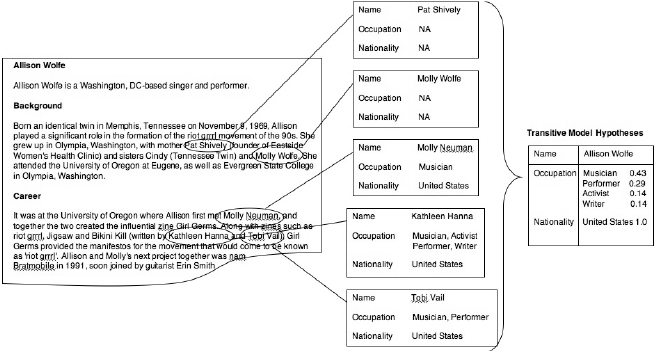 Allison Wolfe
Allison Wolfe is a Washington, DC-based singer and performer.
Background
Born an identical twin in Memphis, Tennessee on November 9, 1969, Allison
played a significant role in the formation of the riot grrrl movement of the 90s. She
grew up in Olympia, Washington, with mother Pat Shively (founder of Eastside
Women's Health Clinic) and sisters Cindy (Tennessee Twin) and Molly Wolfe. She
attended the University of Oregon at Eugene, as well as Evergreen State College
in Olympia, Washington.
Career
It was at the University of Oregon where Allison first met Molly Neuman, and
together the two created the influential zine Girl Germs. Along with zines such as
riot grrrl, Jigsaw and Bikini Kill (written by Kathleen Hanna and Tobi Vail) Girl
Germs provided the manifestos for the movement that would come to be known
as 'riot grrrl'. Allison and Molly's next project together was nam
Bratmobile in 1991, soon joined by guitarist Erin Smith
Name Pat Shively
Occupation NA
Nationality NA
Name Molly Wolfe
Occupation NA
Nationality NA
Name Molly Neuman
Occupation Musician
Nationality United States
Name Kathleen Hanna
Occupation Musician, Activist
Performer, Writer
Nationality United States
Name Tobi Vail
Occupation Musician, Performer
Nationality United States
Transitive Model Hypotheses
Name Allison Wolfe
Occupation Musician 0.43
Performer 0.29
Activist 0.14
Writer 0.14
Nationality United States 1.0